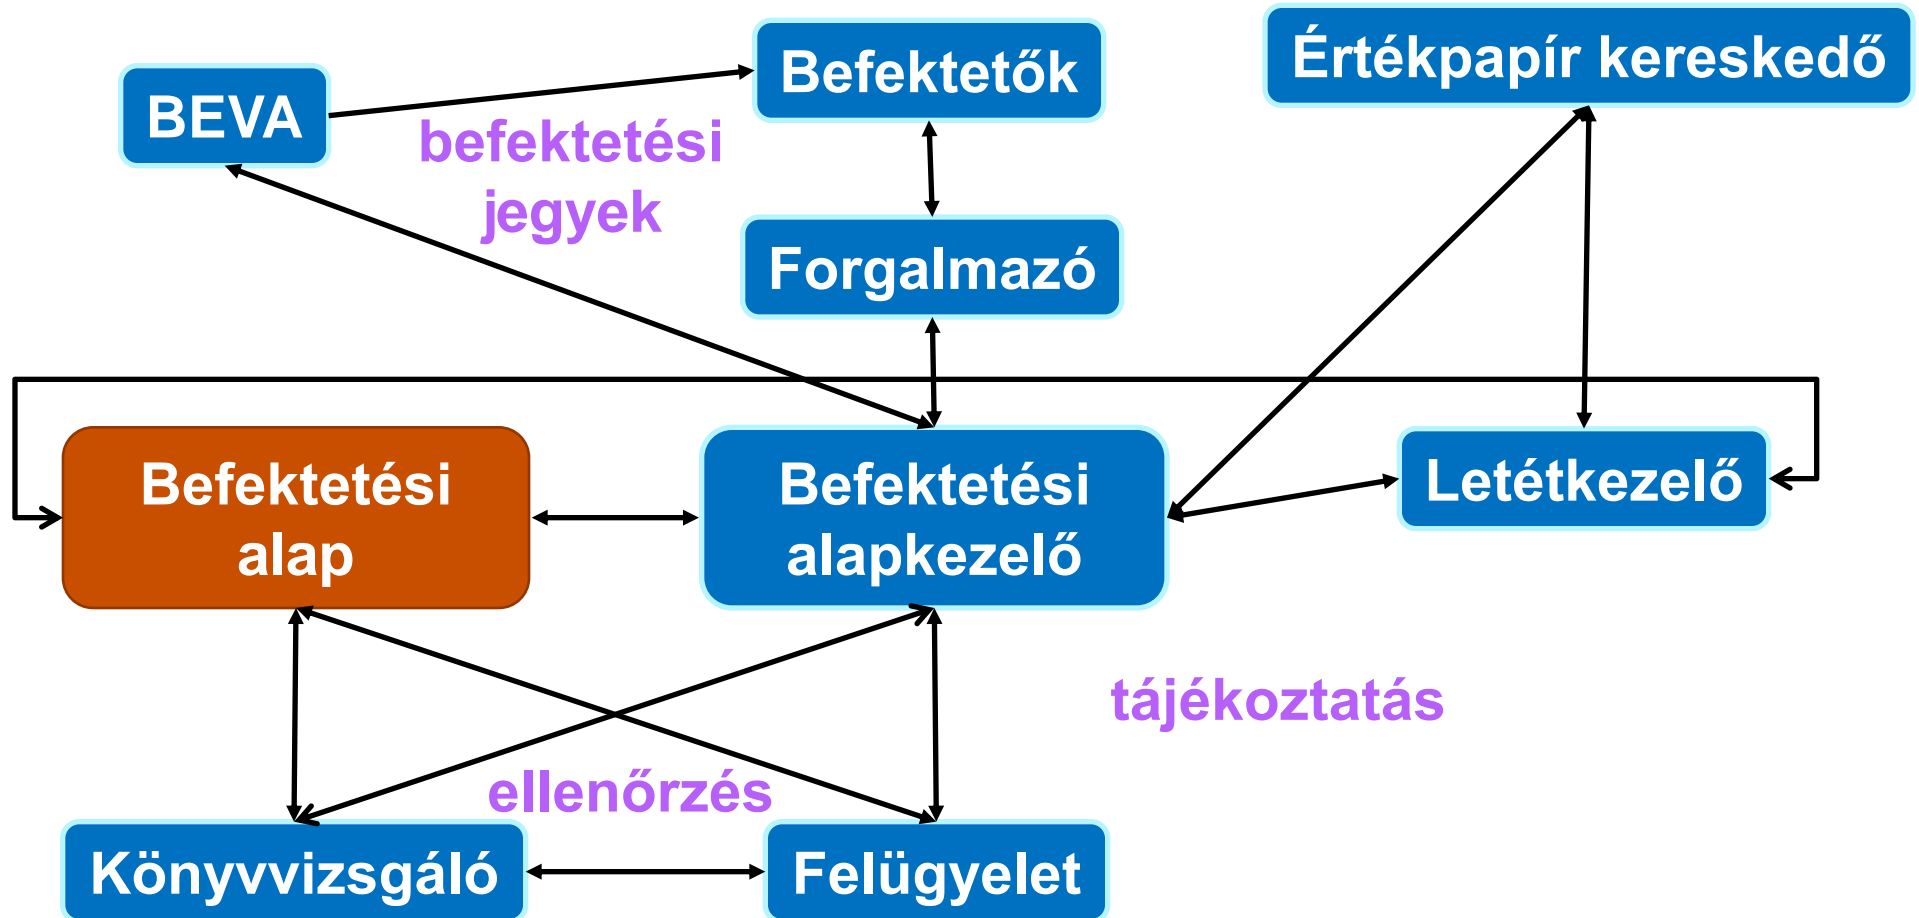 Értékpapír kereskedő
Befektetők
BEVA
befektetési
jegyek
Forgalmazó
Befektetési
alap
Befektetési
alapkezelő
Letétkezelő
tájékoztatás
ellenőrzés
Könyvvizsgáló
Felügyelet